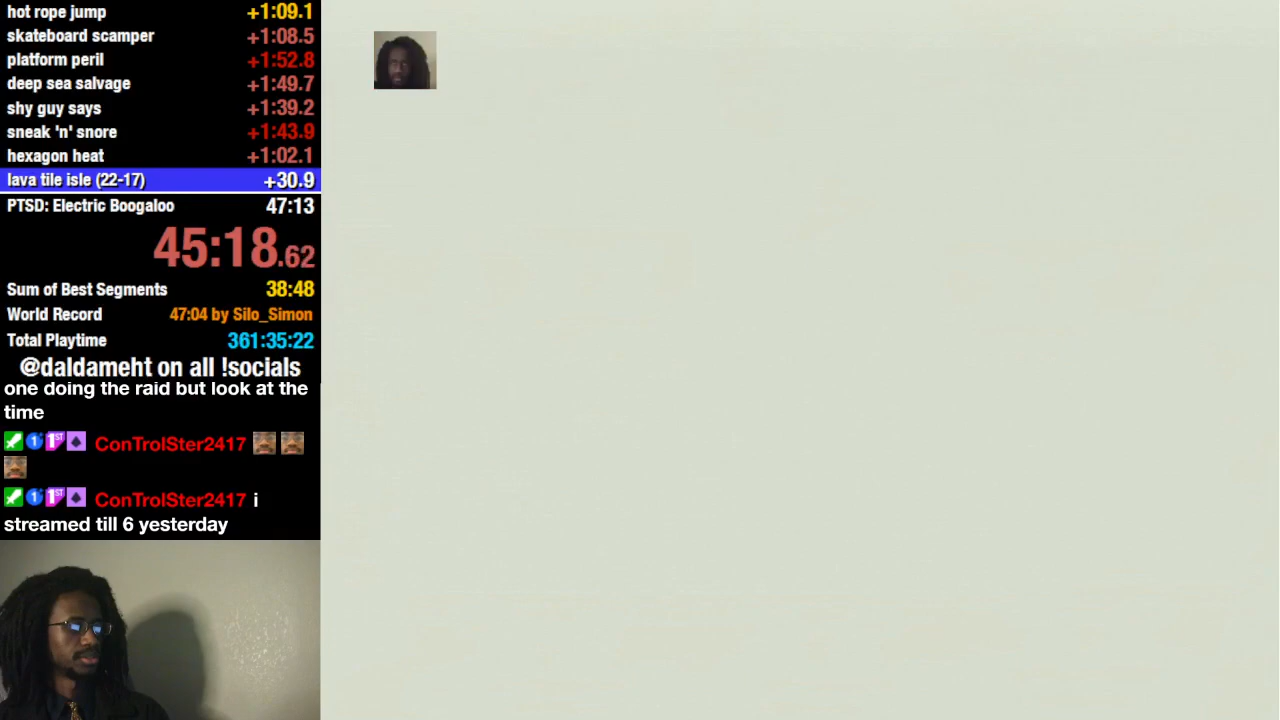 hot rope jump +1:09.1
skateboard scamper +1:08.5
platform peril +1:52.8
deep sea salvage +1:49.7
shy guy says +1:39.2
sneak 'n' snore +1:43.9
hexagon heat +1:02.1
lava tile isle (22-17) +30.9
PTSD: Electric Boogaloo 47:13
45:18.62
Sum of Best Segments 38:48
World Record 47:04 by Silo_Simon
Total Playtime 361:35:22
@daldameht on all !socials
one doing the raid but look at the
time
1 1ST ConTrolSter2417
1 1ST ConTrolSter2417 i
streamed till 6 yesterday